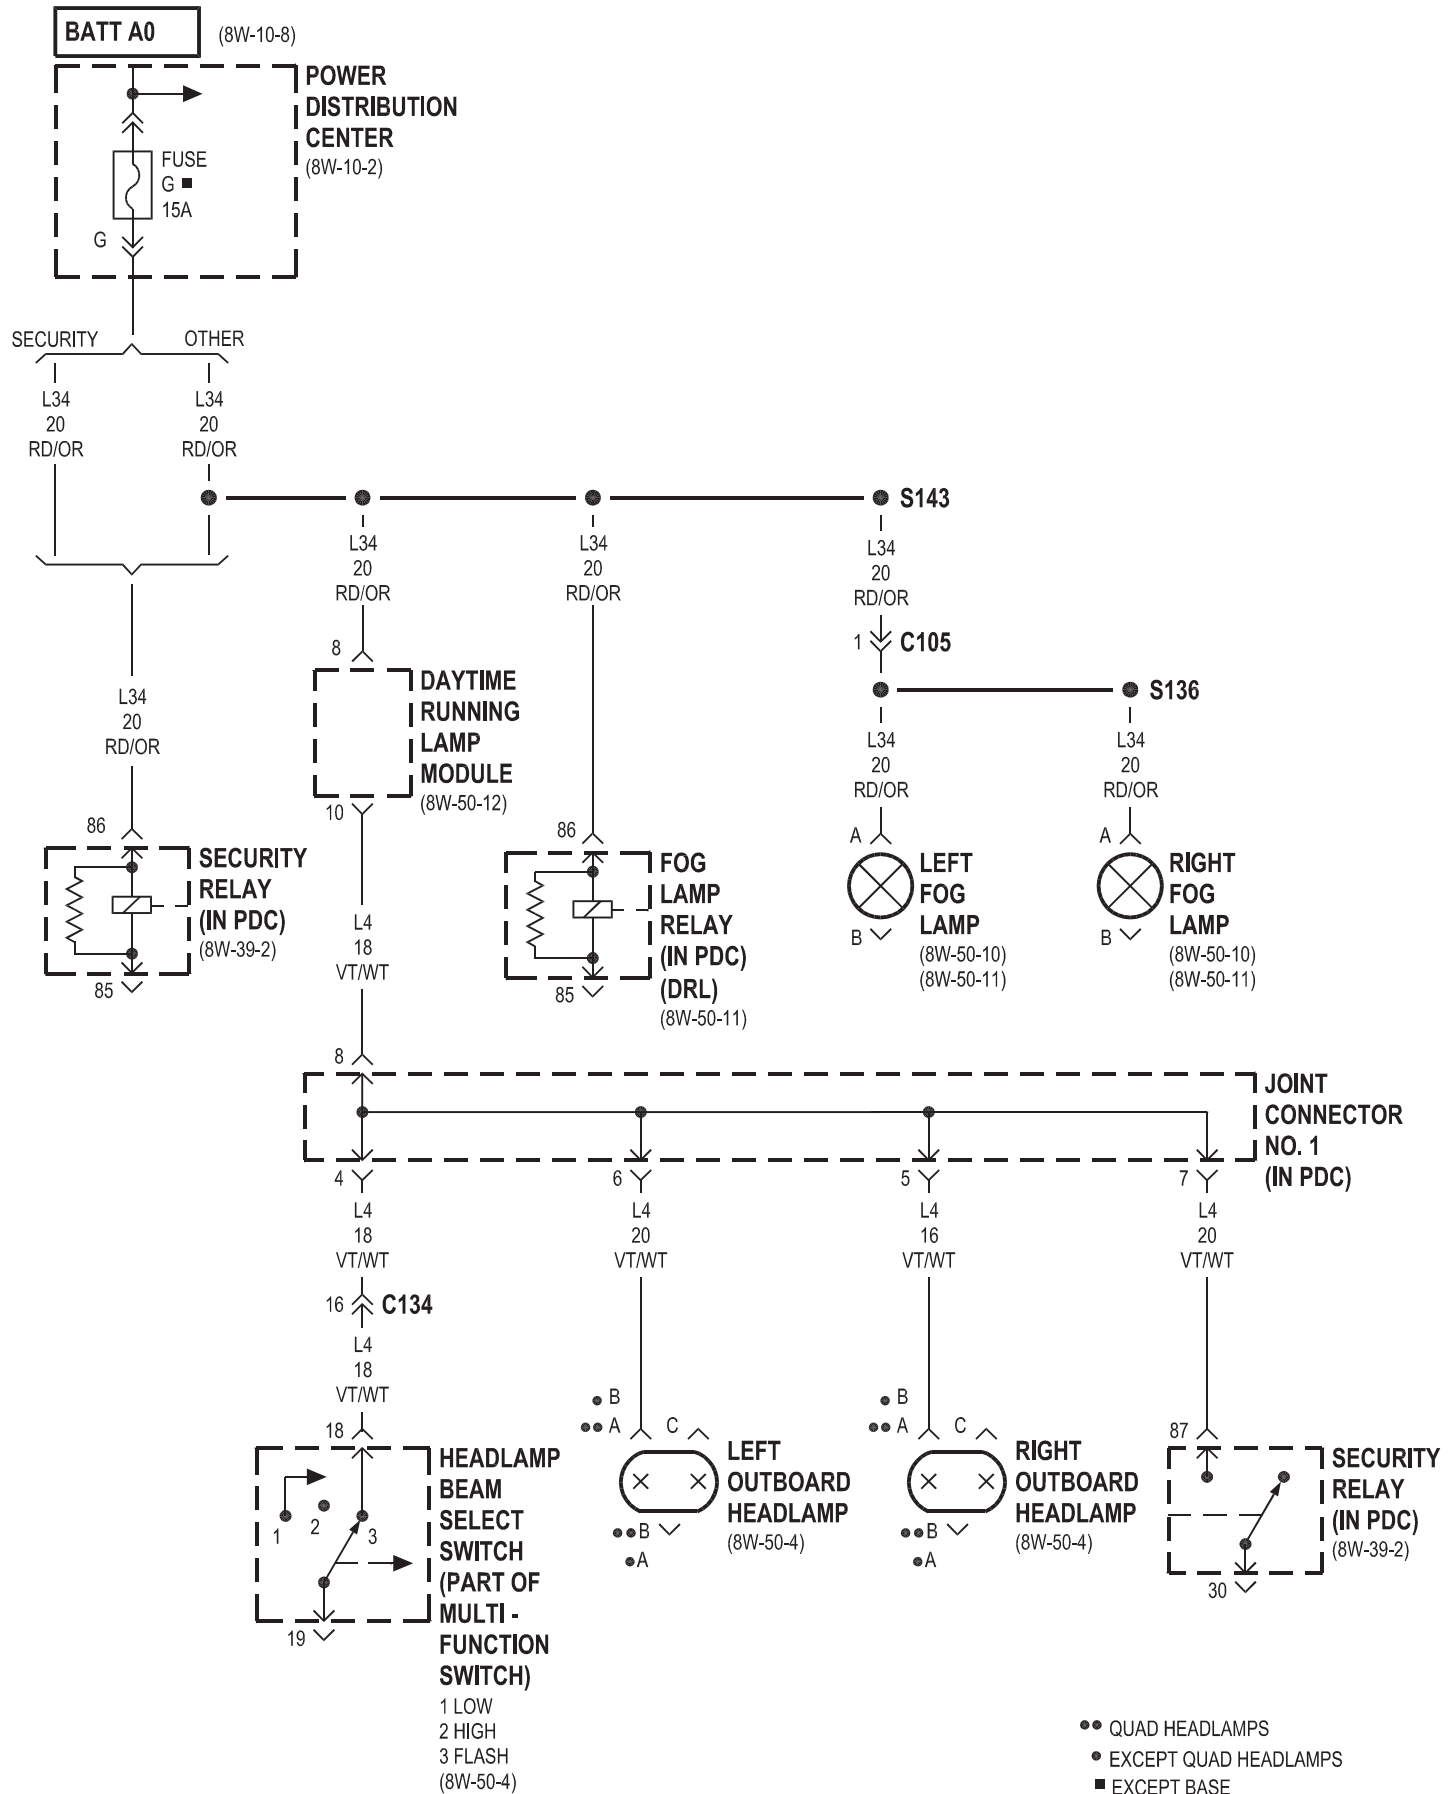 BATT A0
(8W-10-8)
POWER
DISTRIBUTION
CENTER
(8W-10-2)
FUSE
G ■
15A
G
SECURITY
OTHER
L34
20
RD/OR
L34
20
RD/OR
S143
L34
20
RD/OR
L34
20
RD/OR
L34
20
RD/OR
1
C105
S136
8
DAYTIME
RUNNING
LAMP
MODULE
(8W-50-12)
10
L34
20
RD/OR
L34
20
RD/OR
L34
20
RD/OR
86
SECURITY
RELAY
(IN PDC)
(8W-39-2)
85
L4
18
VT/WT
86
FOG
LAMP
RELAY
(IN PDC)
(DRL)
(8W-50-11)
85
A
LEFT
FOG
LAMP
(8W-50-10)
(8W-50-11)
B
A
RIGHT
FOG
LAMP
(8W-50-10)
(8W-50-11)
B
8
JOINT
CONNECTOR
NO. 1
(IN PDC)
4
6
5
7
L4
18
VT/WT
L4
20
VT/WT
L4
16
VT/WT
L4
20
VT/WT
16
C134
L4
18
VT/WT
18
HEADLAMP
BEAM
SELECT
SWITCH
(PART OF
MULTI -
FUNCTION
SWITCH)
1 LOW
2 HIGH
3 FLASH
(8W-50-4)
1
2
3
19
● B
●● A
C
LEFT
OUTBOARD
HEADLAMP
(8W-50-4)
●● B
● A
● B
●● A
C
RIGHT
OUTBOARD
HEADLAMP
(8W-50-4)
●● B
● A
87
SECURITY
RELAY
(IN PDC)
(8W-39-2)
30
●● QUAD HEADLAMPS
● EXCEPT QUAD HEADLAMPS
■ EXCEPT BASE